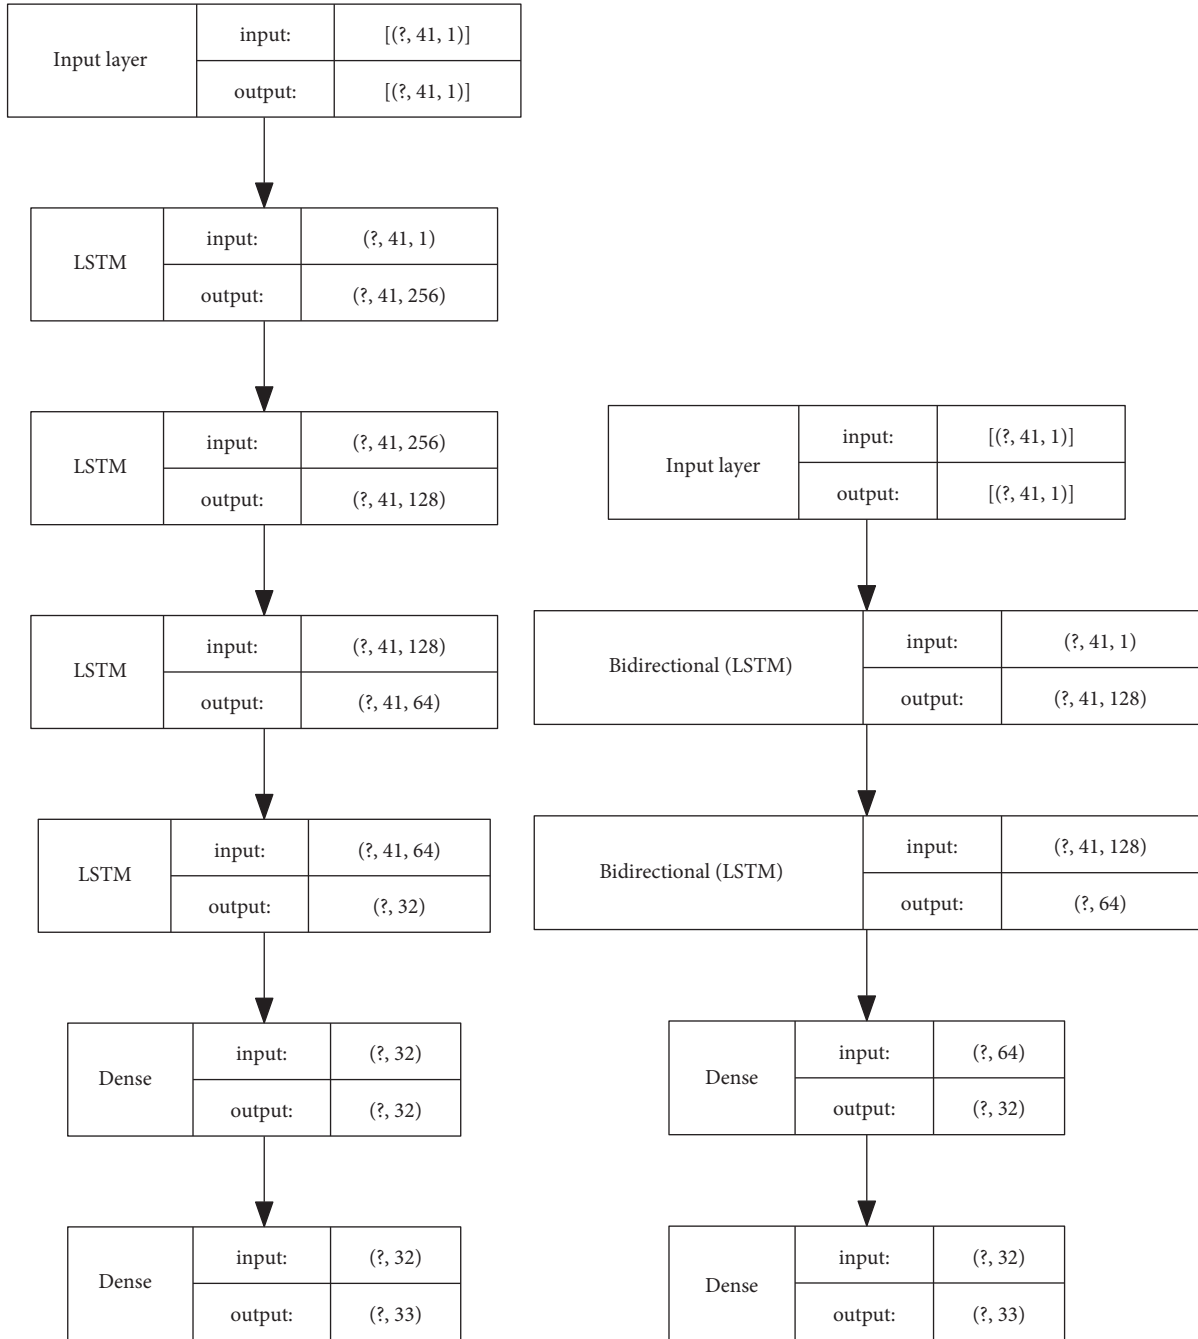 Input layer
input: [(?, 41, 1)]
output: [(?, 41, 1)]
LSTM
input: (?, 41, 1)
output: (?, 41, 256)
LSTM
input: (?, 41, 256)
output: (?, 41, 128)
LSTM
input: (?, 41, 128)
output: (?, 41, 64)
LSTM
input: (?, 41, 64)
output: (?, 32)
Dense
input: (?, 32)
output: (?, 32)
Dense
input: (?, 32)
output: (?, 33)
Input layer
input: [(?, 41, 1)]
output: [(?, 41, 1)]
Bidirectional (LSTM)
input: (?, 41, 1)
output: (?, 41, 128)
Bidirectional (LSTM)
input: (?, 41, 128)
output: (?, 64)
Dense
input: (?, 64)
output: (?, 32)
Dense
input: (?, 32)
output: (?, 33)